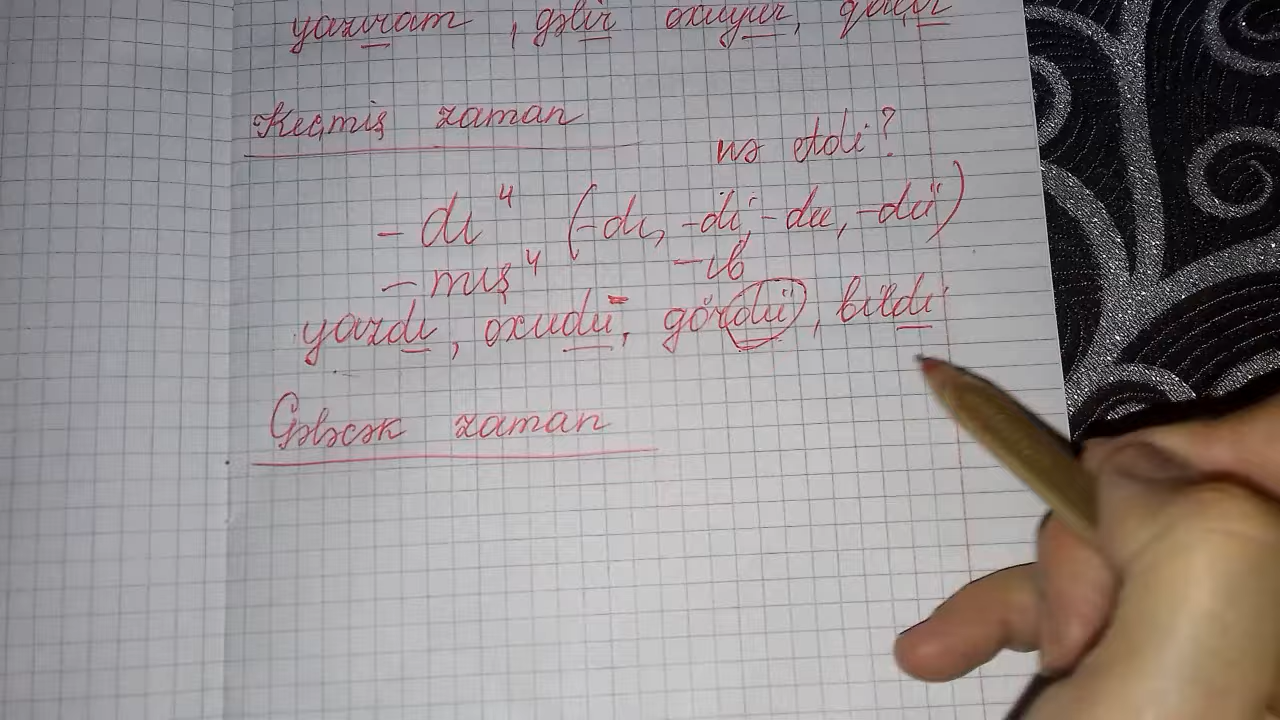 yazıram, gəlir oxuyur,
Keçmiş zaman
nə etdi?
-dı⁴ (-dı, -di, -du, -dü)
-mış⁴ -ıb
yazdı, oxudu, gördü, bildi
Gələcək zaman